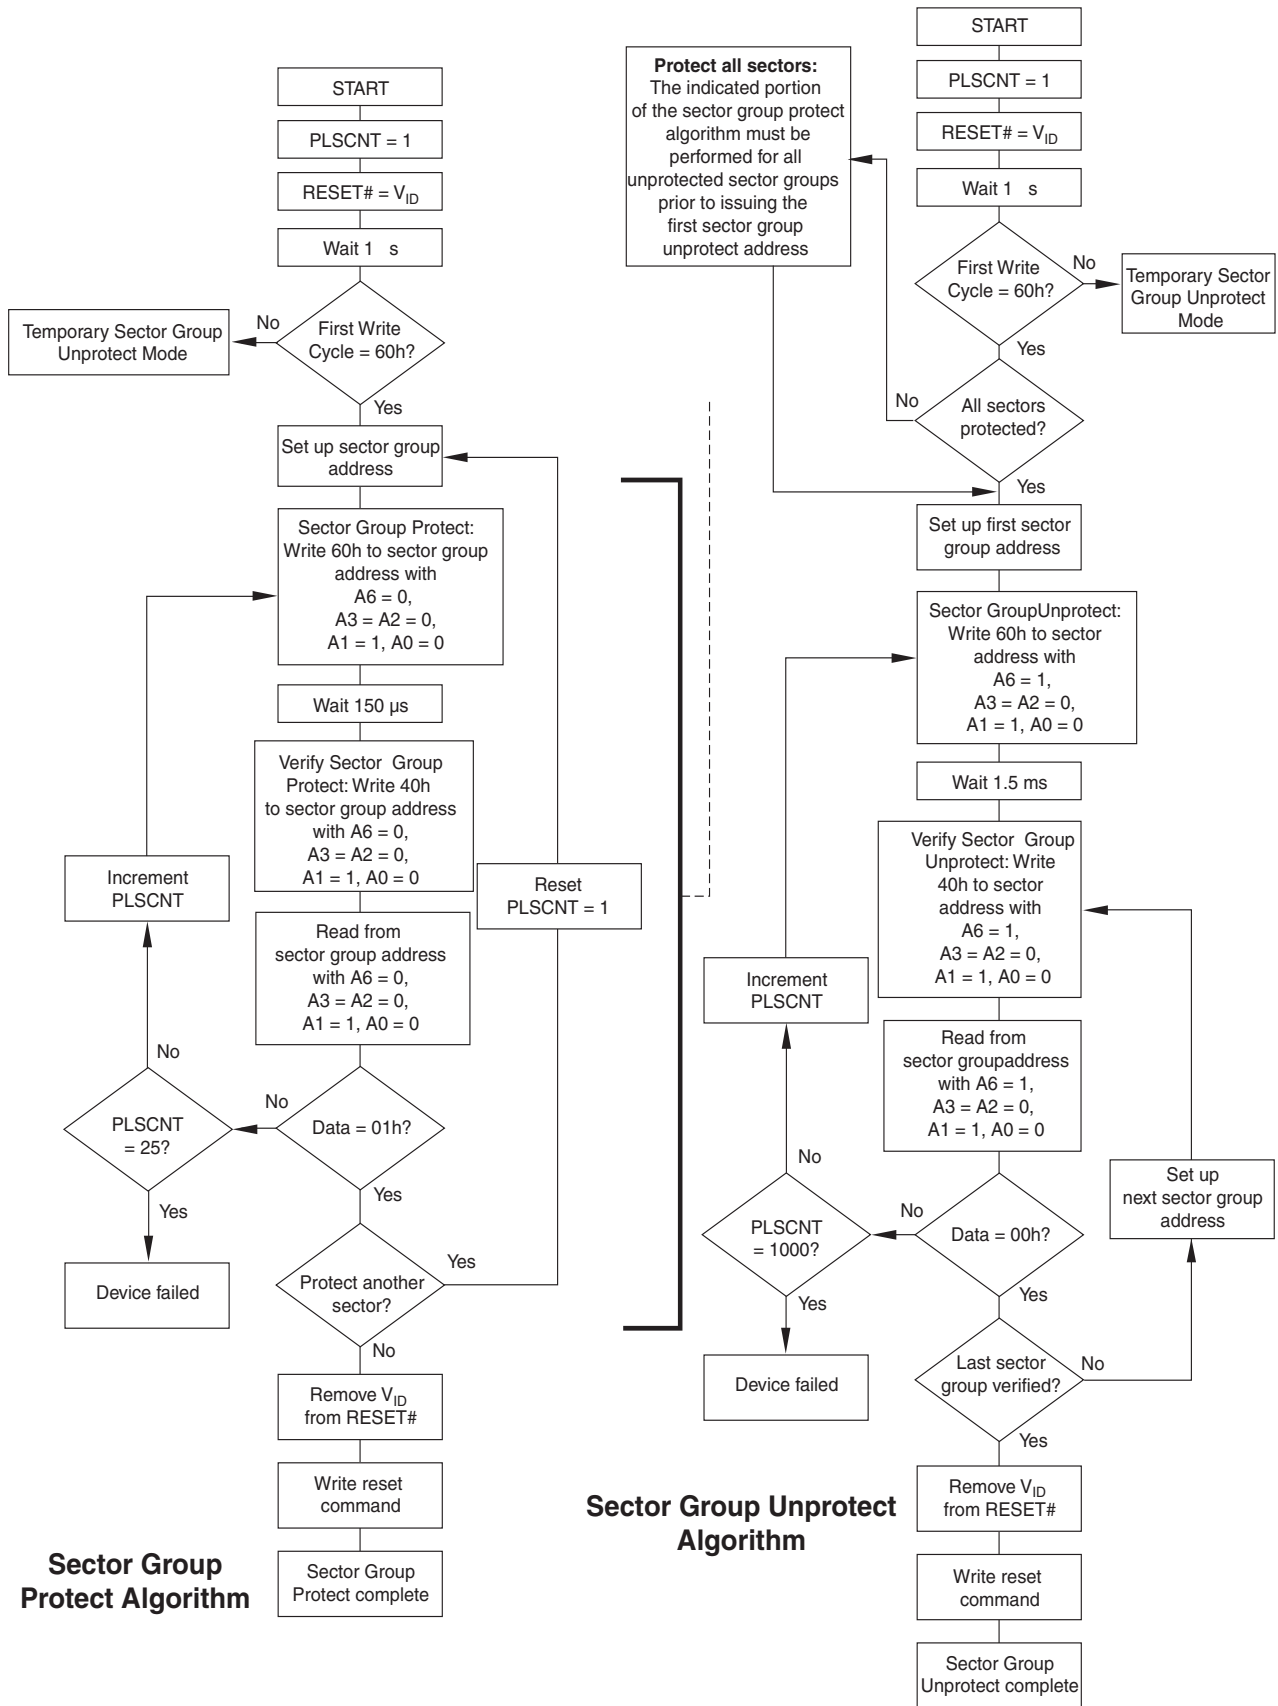 START
PLSCNT = 1
RESET# = VID
Wait 1 s
First Write
Cycle = 60h?
No
Temporary Sector Group
Unprotect Mode
Yes
Set up sector group
address
Sector Group Protect:
Write 60h to sector group
address with
A6 = 0,
A3 = A2 = 0,
A1 = 1, A0 = 0
Wait 150 µs
Verify Sector Group
Protect: Write 40h
to sector group address
with A6 = 0,
A3 = A2 = 0,
A1 = 1, A0 = 0
Increment
PLSCNT
Reset
PLSCNT = 1
Read from
sector group address
with A6 = 0,
A3 = A2 = 0,
A1 = 1, A0 = 0
No
No
PLSCNT
= 25?
Data = 01h?
Yes
Yes
Device failed
Protect another
sector?
Yes
No
Remove VID
from RESET#
Write reset
command
Sector Group
Protect complete
Sector Group
Protect Algorithm
Protect all sectors:
The indicated portion
of the sector group protect
algorithm must be
performed for all
unprotected sector groups
prior to issuing the
first sector group
unprotect address
START
PLSCNT = 1
RESET# = VID
Wait 1 s
First Write
Cycle = 60h?
No
Temporary Sector
Group Unprotect
Mode
Yes
No
All sectors
protected?
Yes
Set up first sector
group address
Sector GroupUnprotect:
Write 60h to sector
address with
A6 = 1,
A3 = A2 = 0,
A1 = 1, A0 = 0
Wait 1.5 ms
Verify Sector Group
Unprotect: Write
40h to sector
address with
A6 = 1,
A3 = A2 = 0,
A1 = 1, A0 = 0
Increment
PLSCNT
Read from
sector groupaddress
with A6 = 1,
A3 = A2 = 0,
A1 = 1, A0 = 0
No
No
PLSCNT
= 1000?
Data = 00h?
Set up
next sector group
address
Yes
Yes
Device failed
Last sector
group verified?
No
Yes
Remove VID
from RESET#
Write reset
command
Sector Group
Unprotect complete
Sector Group Unprotect
Algorithm